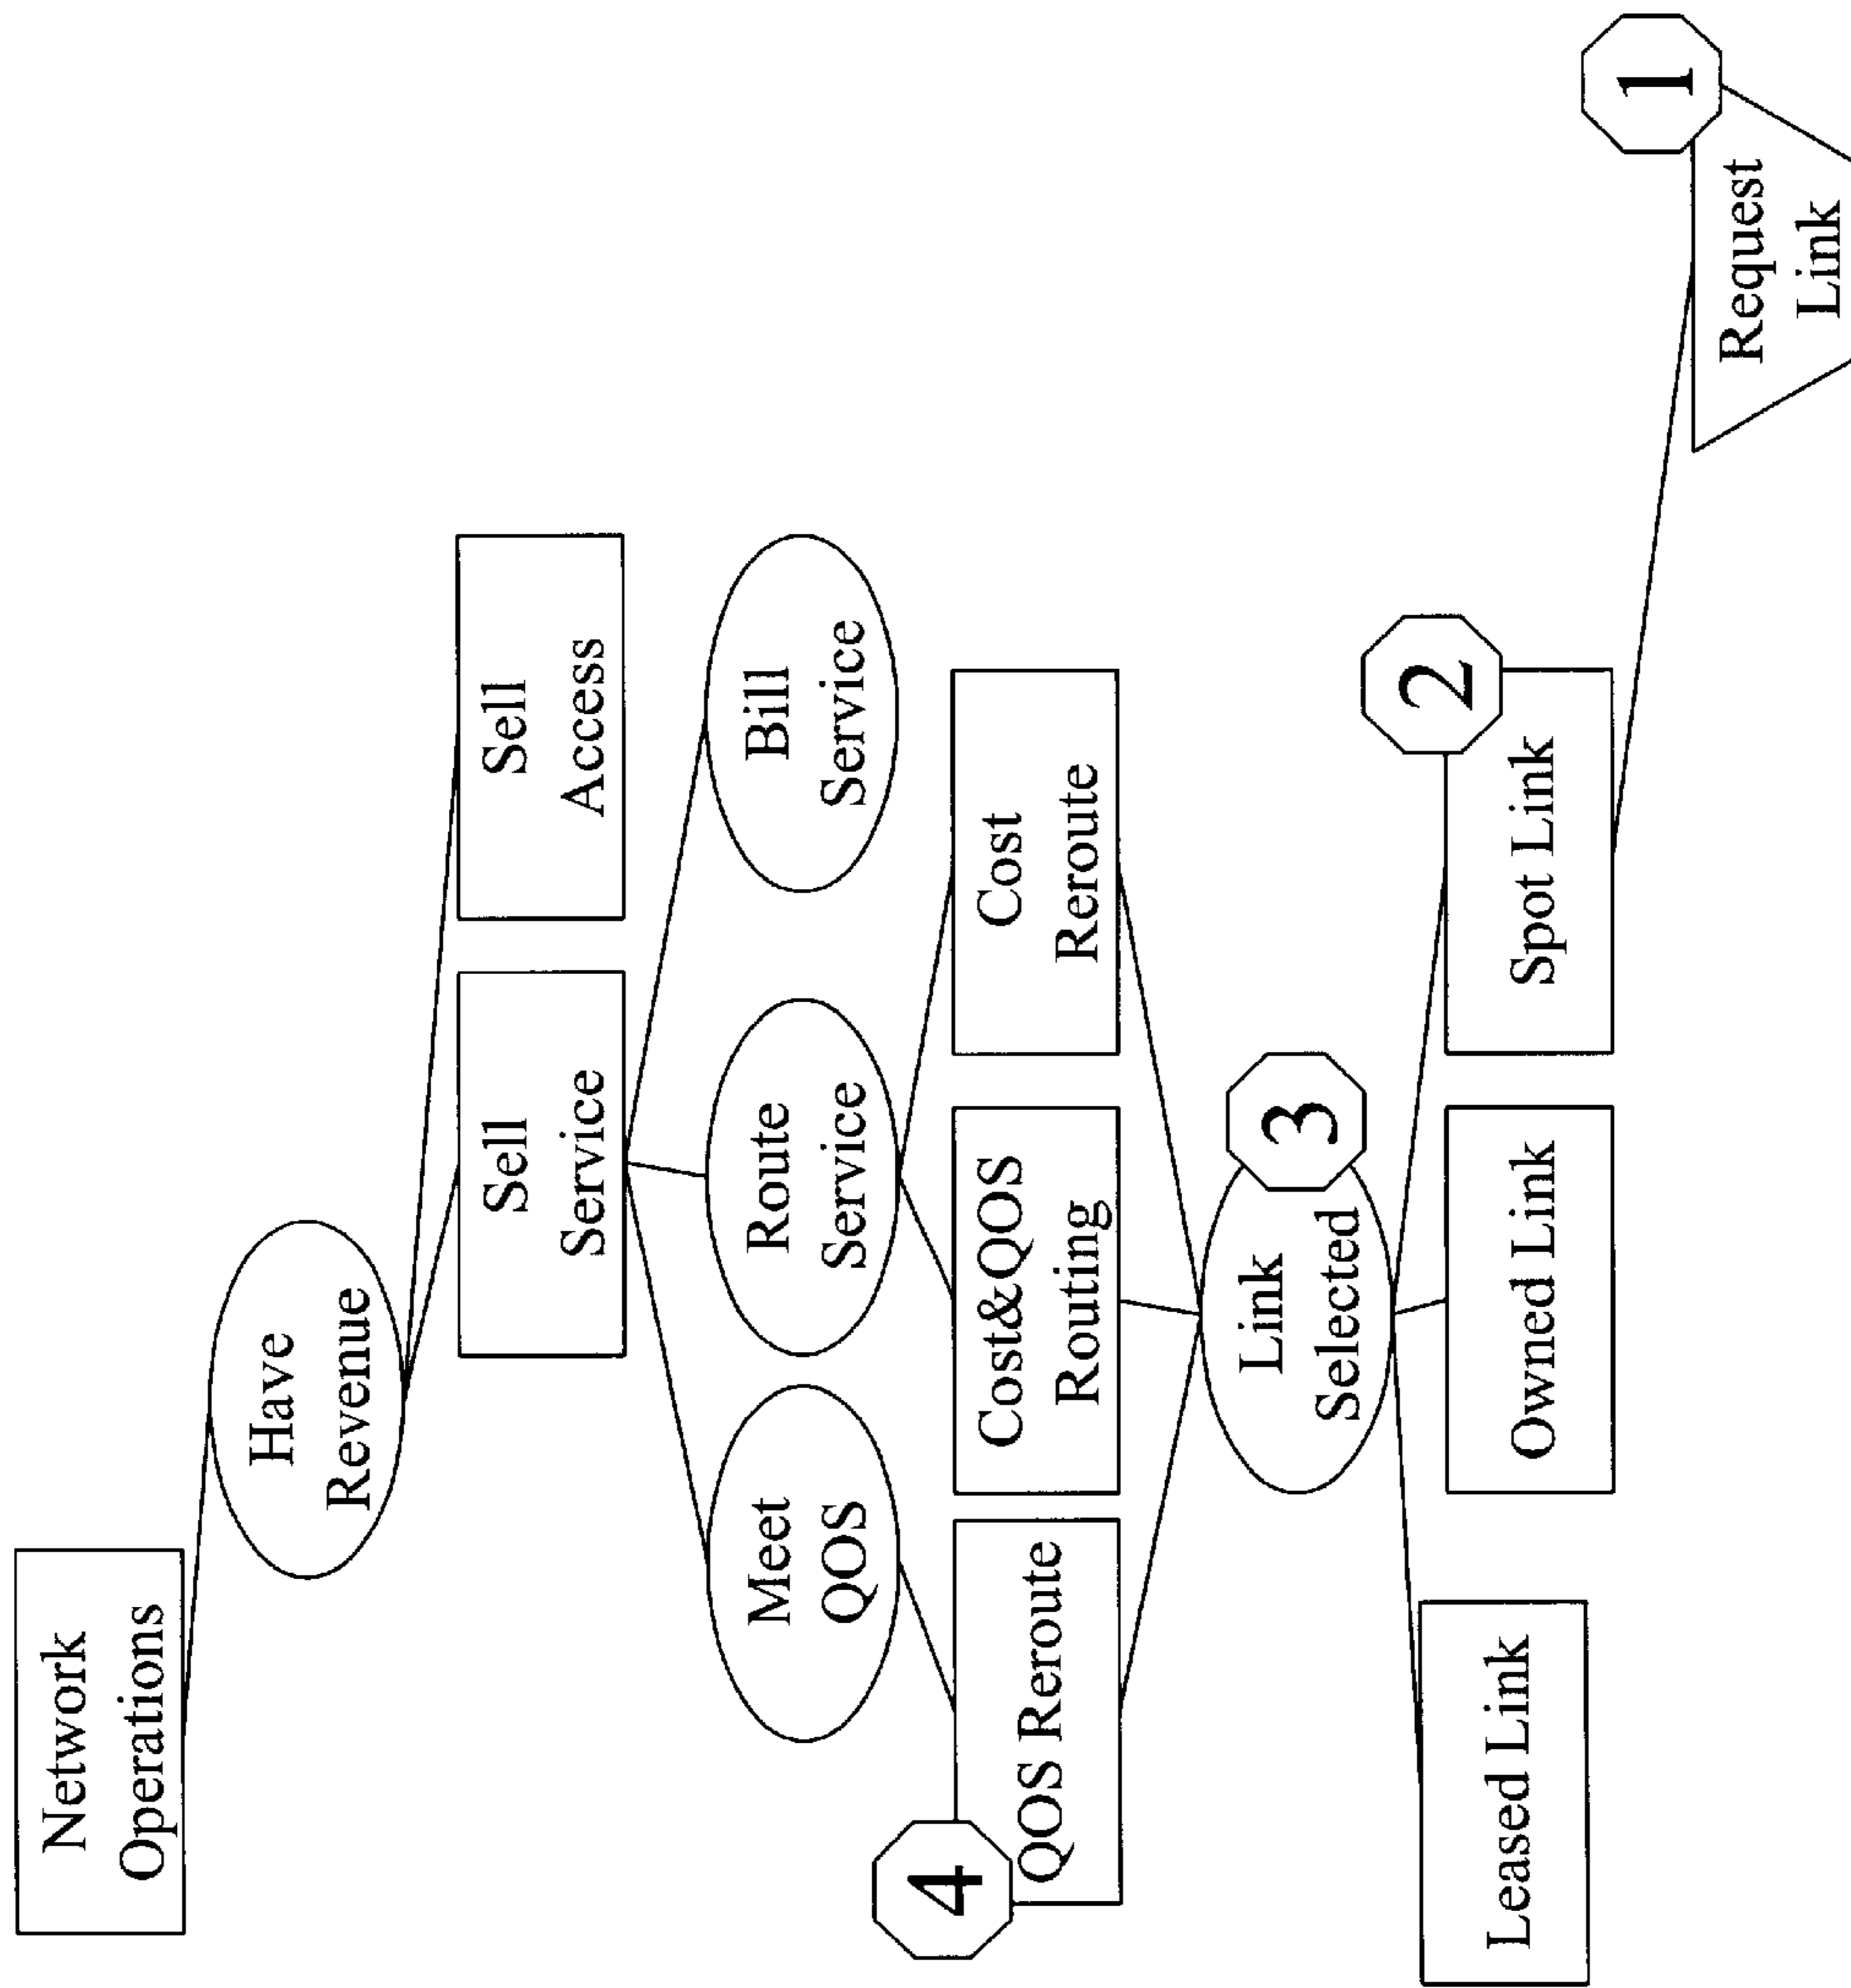 Network
Operations
Have
Revenue
Sell
Service
Sell
Access
Meet
QOS
Route
Service
Bill
Service
4
QOS Reroute
Cost&QOS
Routing
Cost
Reroute
Link
Selected
3
Leased Link
Owned Link
Spot Link
2
Request
Link
1